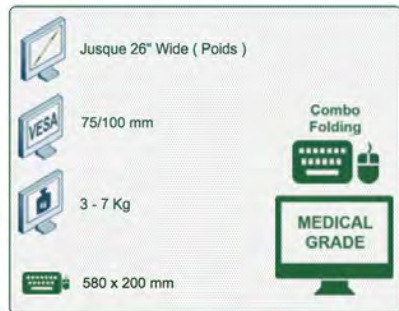 Jusque 26" Wide ( Poids )
VESA
75/100 mm
3 - 7 Kg
580 x 200 mm
Combo
Folding
MEDICAL
GRADE